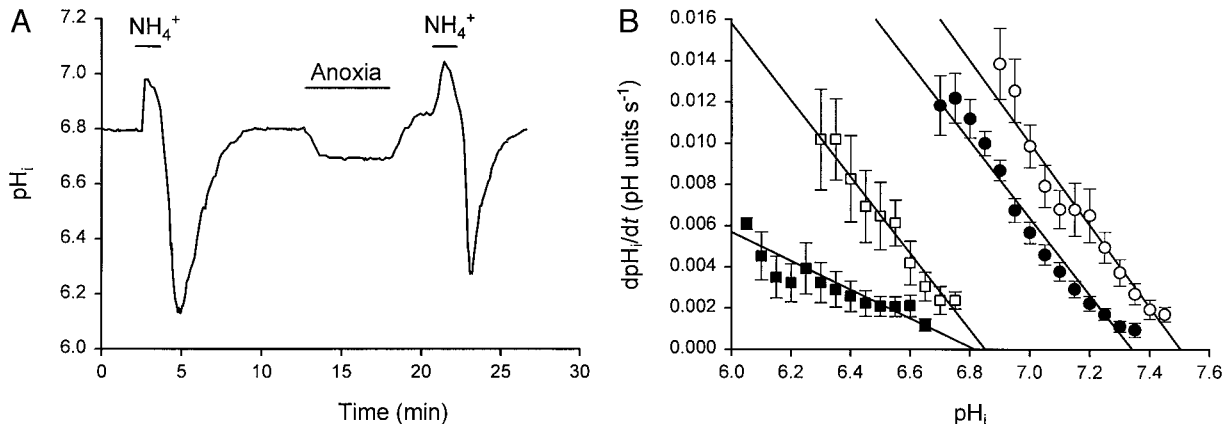 A
B
NH₄⁺
NH₄⁺
Anoxia
7.2
7.0
6.8
6.6
6.4
6.2
6.0
pHᵢ
0 5 10 15 20 25 30
Time (min)
0.016
0.014
0.012
0.010
0.008
0.006
0.004
0.002
0.000
dpHᵢ/dt (pH units s⁻¹)
6.0 6.2 6.4 6.6 6.8 7.0 7.2 7.4 7.6
pHᵢ